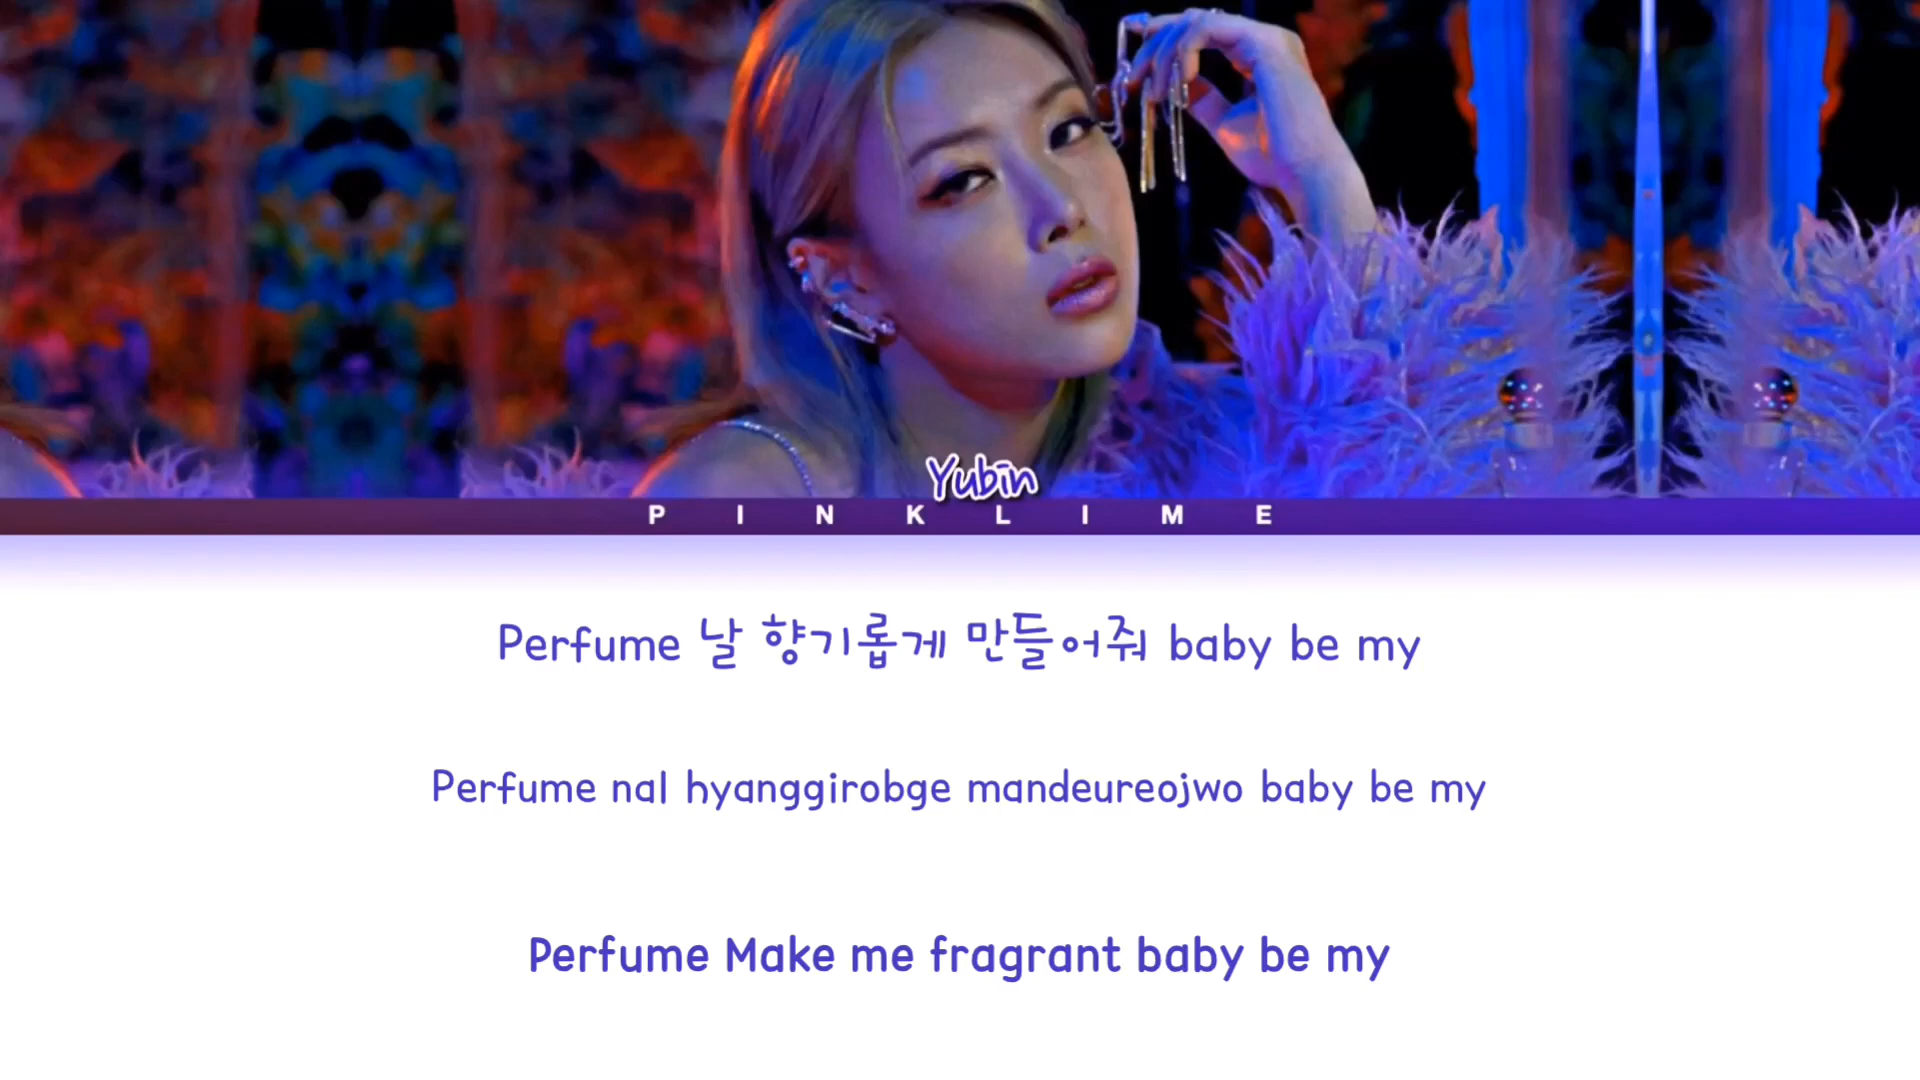 Yubin
PINKLIME
Perfume 날 향기롭게 만들어줘 baby be my
Perfume nal hyanggirobge mandeureojwo baby be my
Perfume Make me fragrant baby be my